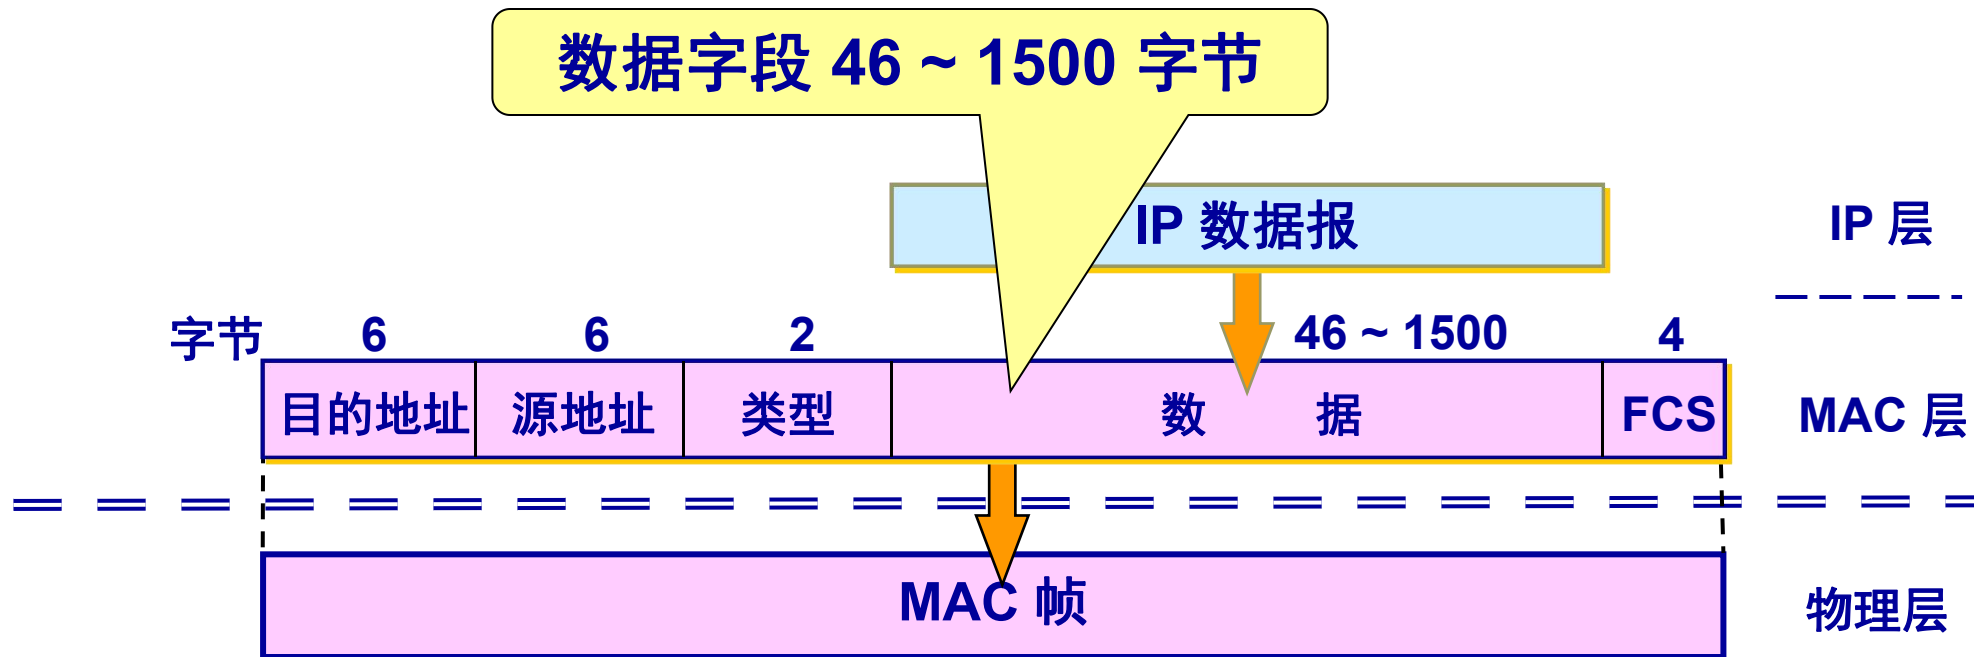 数据字段 46 ~ 1500 字节
IP 数据报
IP 层
字节 6 6 2 46 ~ 1500 4
目的地址 源地址 类型 数 据 FCS
MAC 层
MAC 帧
物理层